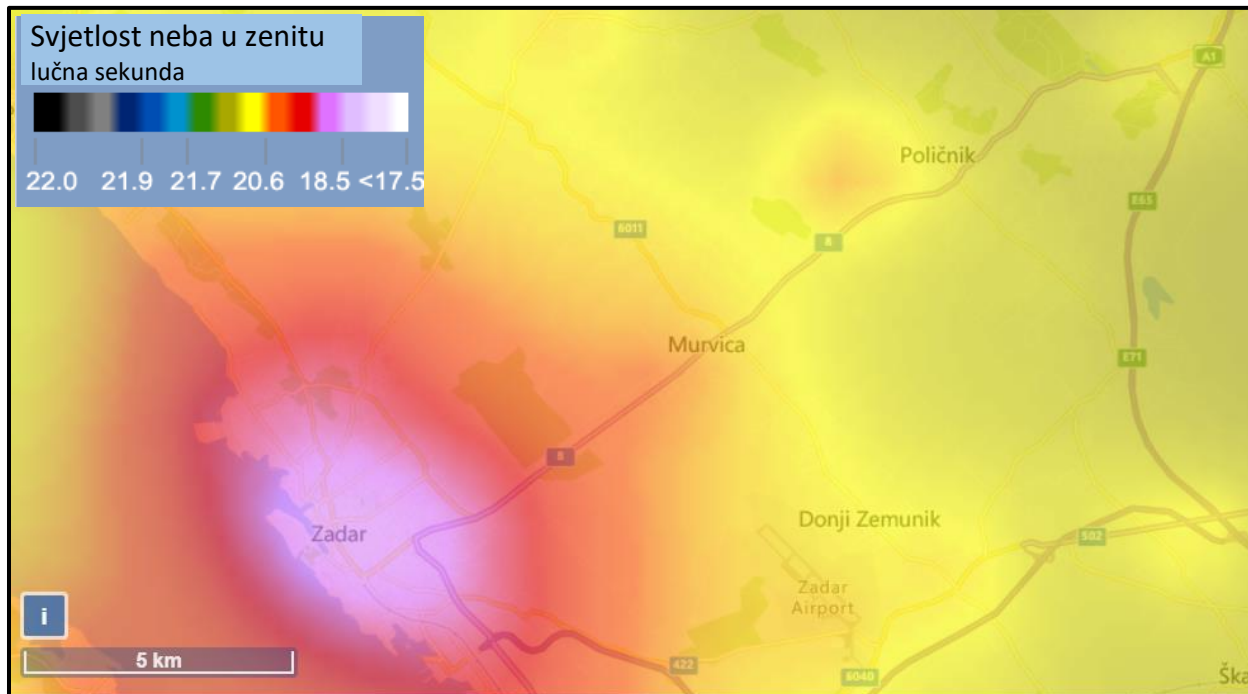 Svjetlost neba u zenitu
lučna sekunda
22.0 21.9 21.7 20.6 18.5 <17.5
A1
Poličnik
E65
6011
8
Murvica
E71
8
Zadar
Donji Zemunik
502
Zadar
Airport
i
5 km
422
6040
Ška